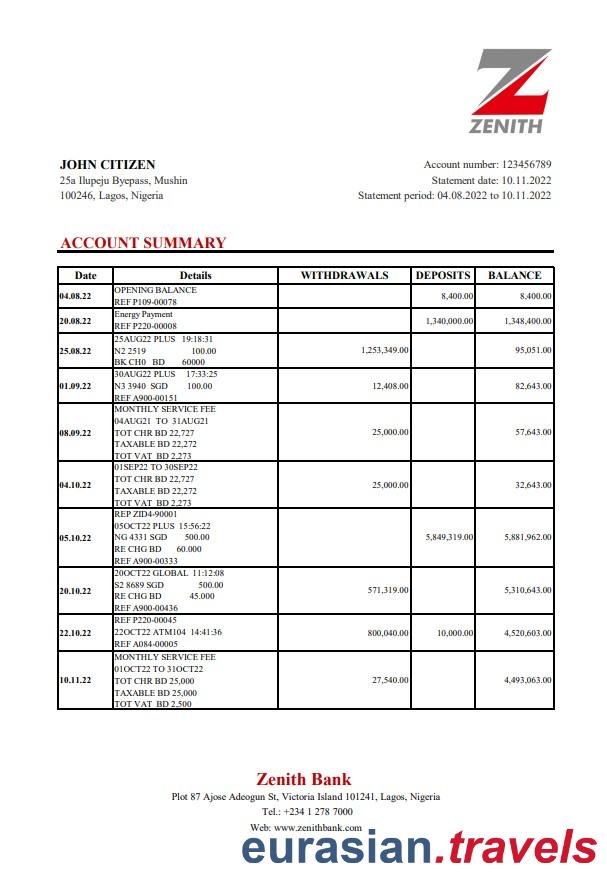 ZENITH
JOHN CITIZEN
25a Ilupeju Byepass, Mushin
100246, Lagos, Nigeria
Account number: 123456789
Statement date: 10.11.2022
Statement period: 04.08.2022 to 10.11.2022
ACCOUNT SUMMARY
Date Details WITHDRAWALS DEPOSITS BALANCE
04.08.22 OPENING BALANCE 8,400.00 8,400.00
REF P109-00078
20.08.22 Energy Payment 1,340,000.00 1,348,400.00
REF P220-00008
25.08.22 25AUG22 PLUS 19:18:31 1,253,349.00 95,051.00
N2 2519 100.00
BK CH0 BD 60000
01.09.22 30AUG22 PLUS 17:33:25 12,408.00 82,643.00
N3 3940 SGD 100.00
REF A900-00151
08.09.22 MONTHLY SERVICE FEE 25,000.00 57,643.00
04AUG21 TO 31AUG21
TOT CHR BD 22,727
TAXABLE BD 22,272
TOT VAT BD 2,273
04.10.22 01SEP22 TO 30SEP22 25,000.00 32,643.00
TOT CHR BD 22,727
TAXABLE BD 22,272
TOT VAT BD 2,273
05.10.22 REP ZID4-90001 5,849,319.00 5,881,962.00
05OCT22 PLUS 15:56:22
NG 4331 SGD 500.00
RE CHG BD 60.000
REF A900-00333
20.10.22 20OCT22 GLOBAL 11:12:08 571,319.00 5,310,643.00
S2 8689 SGD 500.00
RE CHG BD 45.000
REF A900-00436
22.10.22 REF P220-00045 800,040.00 10,000.00 4,520,603.00
22OCT22 ATM104 14:41:36
REF A084-00005
10.11.22 MONTHLY SERVICE FEE 27,540.00 4,493,063.00
01OCT22 TO 31OCT22
TOT CHR BD 25,000
TAXABLE BD 25,000
TOT VAT BD 2,500
Zenith Bank
Plot 87 Ajose Adeogun St, Victoria Island 101241, Lagos, Nigeria
Tel.: +234 1 278 7000
Web: www.zenithbank.com
eurasian.travels